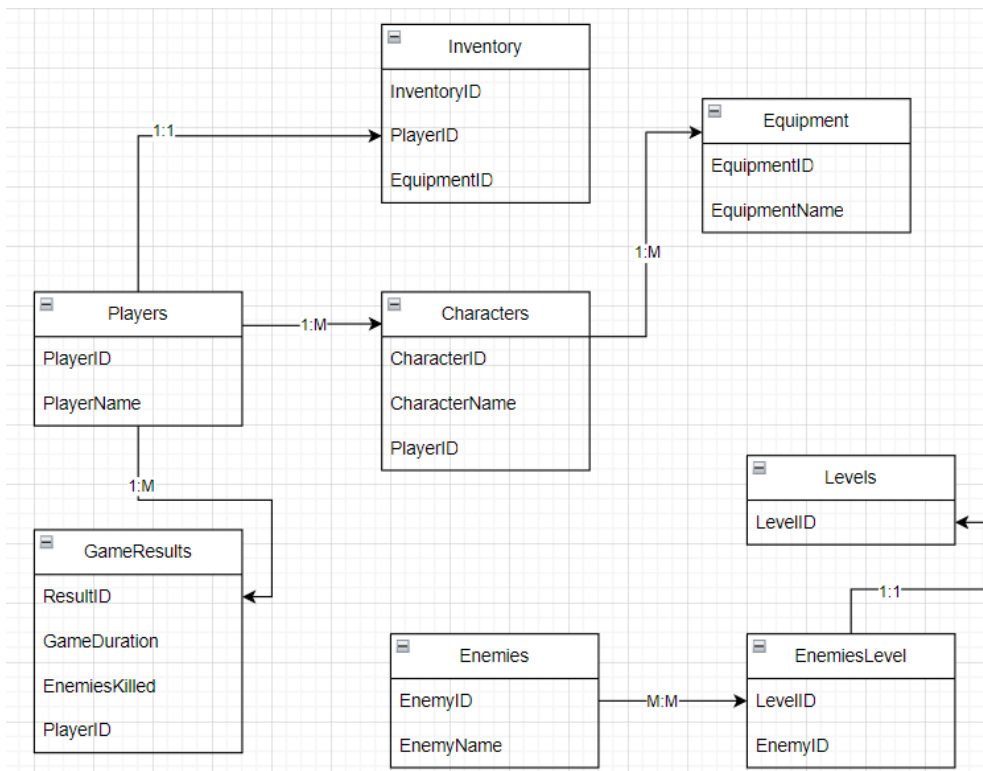 Inventory
InventoryID
PlayerID
EquipmentID
1:1
Equipment
EquipmentID
EquipmentName
1:M
Players
PlayerID
PlayerName
1:M
Characters
CharacterID
CharacterName
PlayerID
1:M
GameResults
ResultID
GameDuration
EnemiesKilled
PlayerID
Levels
LevelID
1:1
Enemies
EnemyID
EnemyName
M:M
EnemiesLevel
LevelID
EnemyID